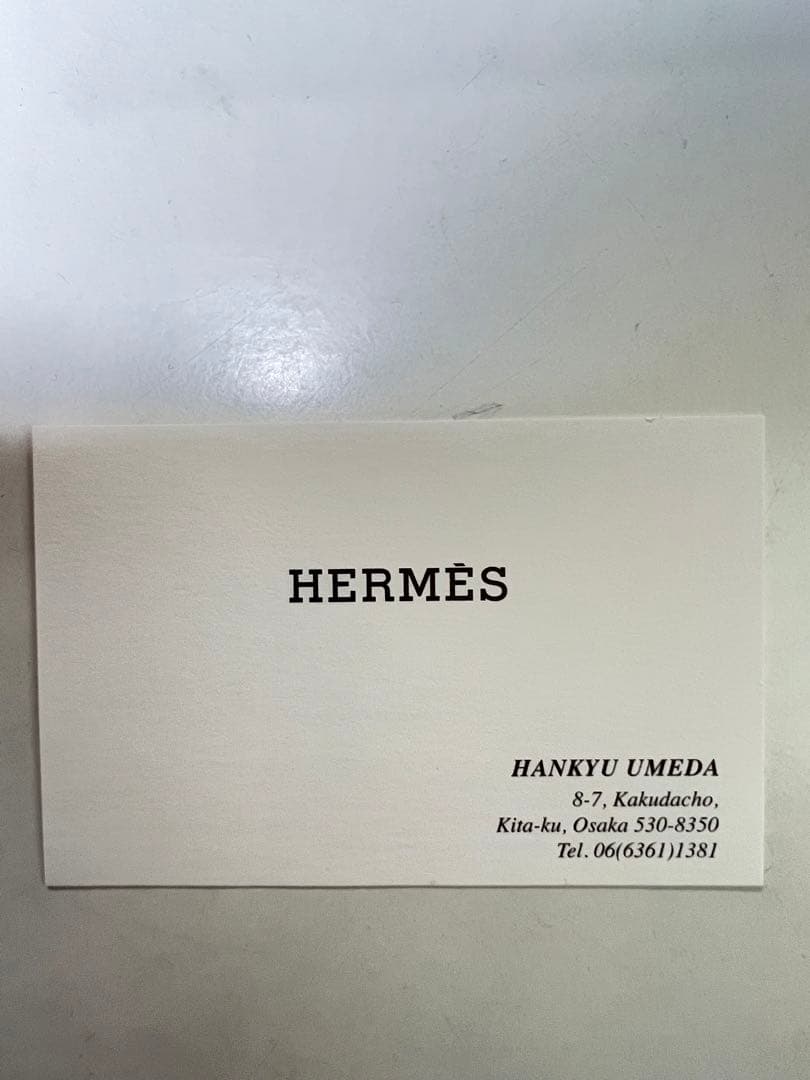 HERMÈS
HANKYU UMEDA
8-7, Kakudacho,
Kita-ku, Osaka 530-8350
Tel. 06(6361)1381